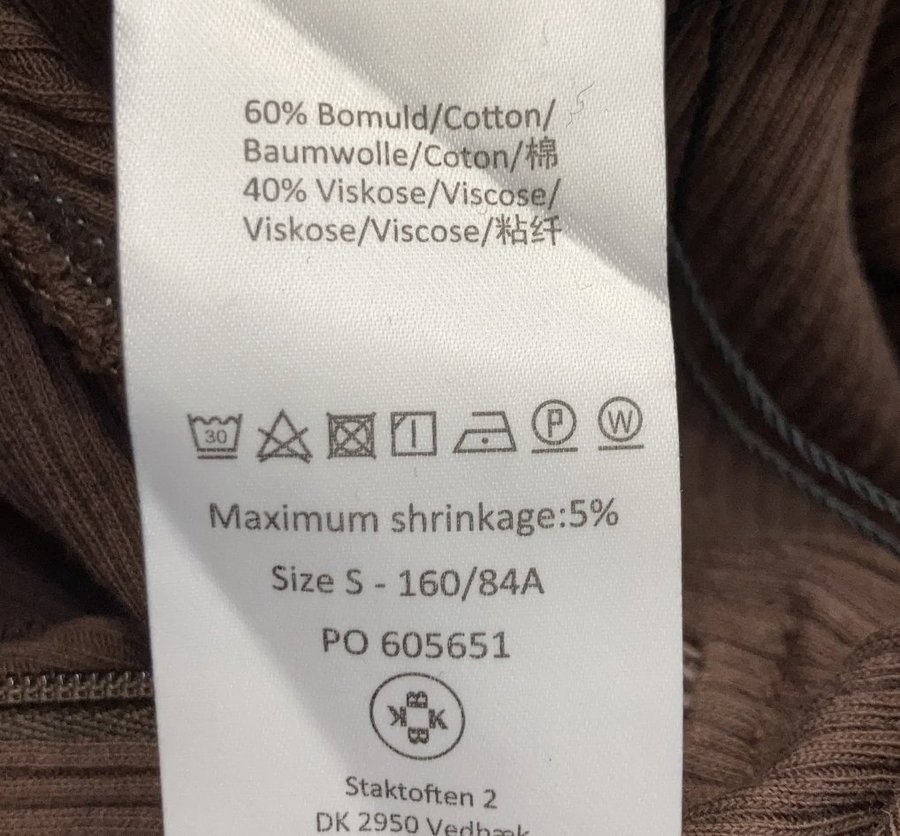 60% Bomuld/Cotton/
Baumwolle/Coton/棉
40% Viskose/Viscose/
Viskose/Viscose/粘纤
30 P W
Maximum shrinkage:5%
Size S - 160/84A
PO 605651
B
K K
B
Staktoften 2
DK 2950 Vedbæk